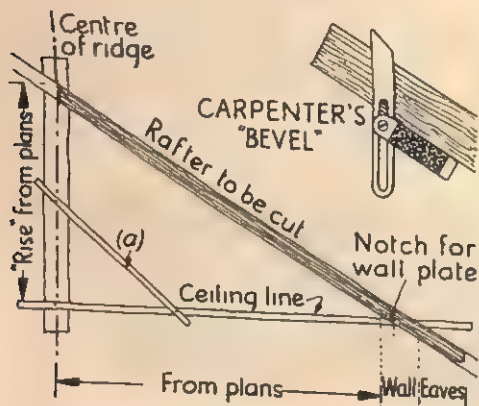 Centre
of ridge
CARPENTER'S
"BEVEL"
"Rise" from plans
Rafter to be cut
(a)
Notch for
wall plate
Ceiling line
From plans
Wall
Eaves